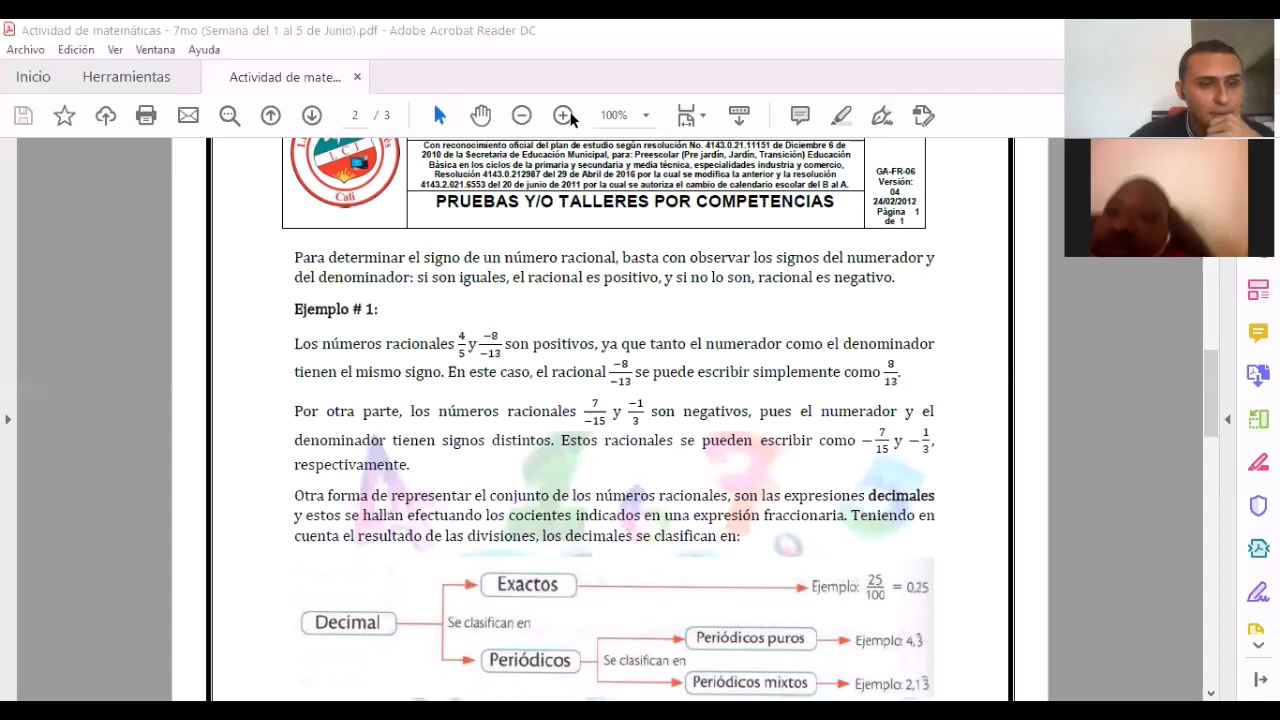 Actividad de matemáticas - 7mo (Semana del 1 al 5 de Junio).pdf - Adobe Acrobat Reader DC
Archivo Edición Ver Ventana Ayuda
Inicio Herramientas Actividad de mate... ×
2 / 3 100%
L.C.I.
Cali
Con reconocimiento oficial del plan de estudio según resolución No. 4143.0.21.11151 de Diciembre 6 de
2010 de la Secretaria de Educación Municipal, para: Preescolar (Pre jardín, Jardín, Transición) Educación
Básica en los ciclos de la primaria y secundaria y media técnica, especialidades industria y comercio,
Resolución 4143.0.212987 del 29 de Abril de 2016 por la cual se modifica la anterior y la resolución
4143.2.021.6553 del 20 de junio de 2011 por la cual se autoriza el cambio de calendario escolar del B al A.
PRUEBAS Y/O TALLERES POR COMPETENCIAS
GA-FR-06
Versión:
04
24/02/2012
Página 1
de 1
Para determinar el signo de un número racional, basta con observar los signos del numerador y
del denominador: si son iguales, el racional es positivo, y si no lo son, racional es negativo.
Ejemplo # 1:
Los números racionales 4/5 y -8/-13 son positivos, ya que tanto el numerador como el denominador
tienen el mismo signo. En este caso, el racional -8/-13 se puede escribir simplemente como 8/13.
Por otra parte, los números racionales 7/-15 y -1/3 son negativos, pues el numerador y el
denominador tienen signos distintos. Estos racionales se pueden escribir como -7/15 y -1/3,
respectivamente.
Otra forma de representar el conjunto de los números racionales, son las expresiones decimales
y estos se hallan efectuando los cocientes indicados en una expresión fraccionaria. Teniendo en
cuenta el resultado de las divisiones, los decimales se clasifican en:
Exactos Ejemplo: 25/100 = 0,25
Decimal Se clasifican en
Periódicos puros Ejemplo: 4,3̂
Periódicos Se clasifican en
Periódicos mixtos Ejemplo: 2,13̂